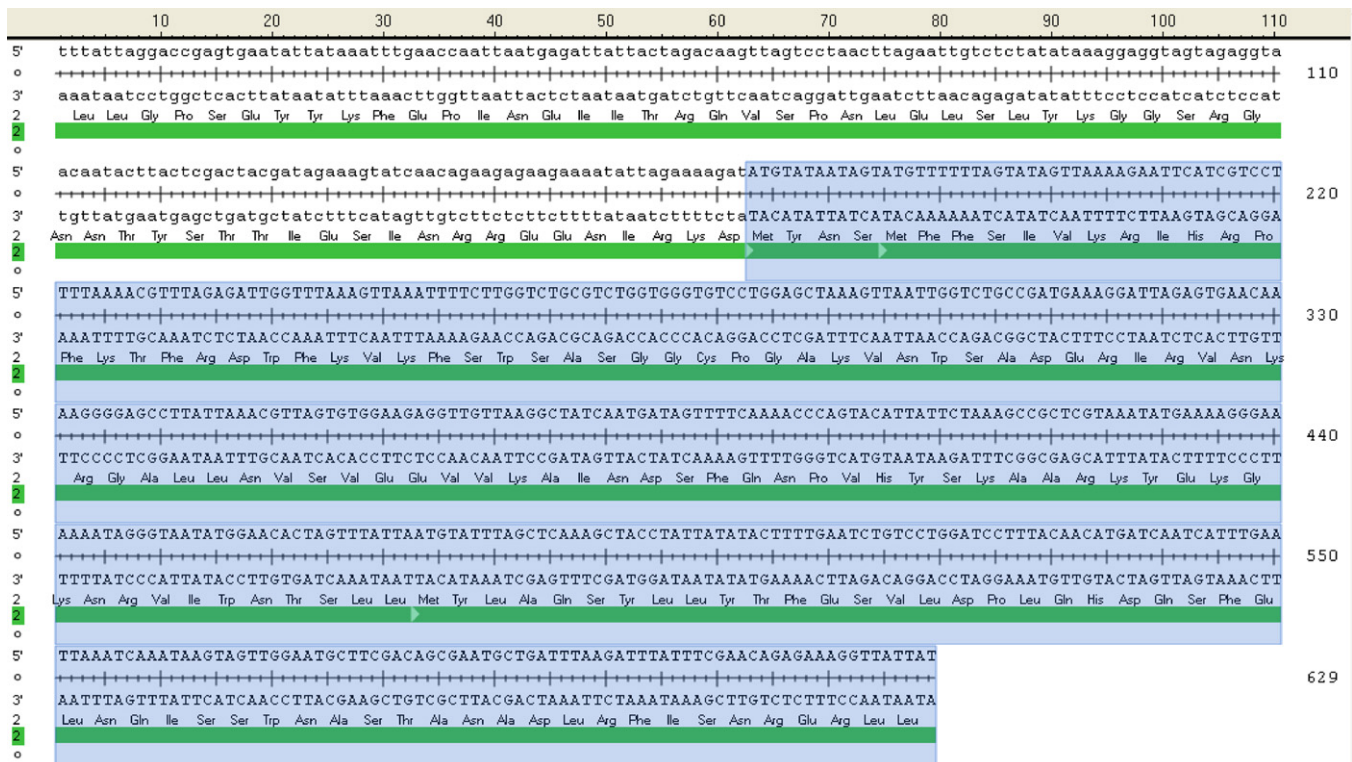 10 20 30 40 50 60 70 80 90 100 110
5' tttattaggaccgagtgaatattataaatttgaaccaattaatgagattattactagacaagttagtcctaacttagaattgtctctatataaaggaggtagtagaggta
o 110
3' aaataatcctggctcacttataatatttaaacttggttaattactctaataatgatctgttcaatcaggattgaatcttaacagagatatatttcctccatcatctccat
2 Leu Leu Gly Pro Ser Glu Tyr Tyr Lys Phe Glu Pro Ile Asn Glu Ile Ile Thr Arg Gln Val Ser Pro Asn Leu Glu Leu Ser Leu Tyr Lys Gly Gly Ser Arg Gly
2
o
5' acaatacttactcgactacgatagaaagtatcaacagaagagaagaaaatattagaaaagatATGTATAATAGTATGTTTTTTAGTATAGTTAAAAGAATTCATCGTCCT
o 220
3' tgttatgaatgagctgatgctatctttcatagttgtcttctcttcttttataatcttttctaTACATATTATCATACAAAAAATCATATCAATTTTCTTAAGTAGCAGGA
2 Asn Asn Thr Tyr Ser Thr Thr Ile Glu Ser Ile Asn Arg Arg Glu Glu Asn Ile Arg Lys Asp Met Tyr Asn Ser Met Phe Phe Ser Ile Val Lys Arg Ile His Arg Pro
2
o
5' TTTAAAACGTTTAGAGATTGGTTTAAAGTTAAATTTTCTTGGTCTGCGTCTGGTGGGTGTCCTGGAGCTAAAGTTAATTGGTCTGCCGATGAAAGGATTAGAGTGAACAA
o 330
3' AAATTTTGCAAATCTCTAACCAAATTTCAATTTAAAAGAACCAGACGCAGACCACCCACAGGACCTCGATTTCAATTAACCAGACGGCTACTTTCCTAATCTCACTTGTT
2 Phe Lys Thr Phe Arg Asp Trp Phe Lys Val Lys Phe Ser Trp Ser Ala Ser Gly Gly Cys Pro Gly Ala Lys Val Asn Trp Ser Ala Asp Glu Arg Ile Arg Val Asn Lys
2
o
5' AAGGGGAGCCTTATTAAACGTTAGTGTGGAAGAGGTTGTTAAGGCTATCAATGATAGTTTTCAAAACCCAGTACATTATTCTAAAGCCGCTCGTAAATATGAAAAGGGAA
o 440
3' TTCCCCTCGGAATAATTTGCAATCACACCTTCTCCAACAATTCCGATAGTTACTATCAAAAGTTTTGGGTCATGTAATAAGATTTCGGCGAGCATTTATACTTTTCCCTT
2 Arg Gly Ala Leu Leu Asn Val Ser Val Glu Glu Val Val Lys Ala Ile Asn Asp Ser Phe Gln Asn Pro Val His Tyr Ser Lys Ala Ala Arg Lys Tyr Glu Lys Gly
2
o
5' AAAATAGGGTAATATGGAACACTAGTTTATTAATGTATTTAGCTCAAAGCTACCTATTATATACTTTTGAATCTGTCCTGGATCCTTTACAACATGATCAATCATTTGAA
o 550
3' TTTTATCCCATTATACCTTGTGATCAAATAATTACATAAATCGAGTTTCGATGGATAATATATGAAAACTTAGACAGGACCTAGGAAATGTTGTACTAGTTAGTAAACTT
2 Lys Asn Arg Val Ile Trp Asn Thr Ser Leu Leu Met Tyr Leu Ala Gln Ser Tyr Leu Leu Tyr Thr Phe Glu Ser Val Leu Asp Pro Leu Gln His Asp Gln Ser Phe Glu
2
o
5' TTAAATCAAATAAGTAGTTGGAATGCTTCGACAGCGAATGCTGATTTAAGATTTATTTCGAACAGAGAAAGGTTATTAT
o 629
3' AATTTAGTTTATTCATCAACCTTACGAAGCTGTCGCTTACGACTAAATTCTAAATAAAGCTTGTCTCTTTCCAATAATA
2 Leu Asn Gln Ile Ser Ser Trp Asn Ala Ser Thr Ala Asn Ala Asp Leu Arg Phe Ile Ser Asn Arg Glu Arg Leu Leu
2
o